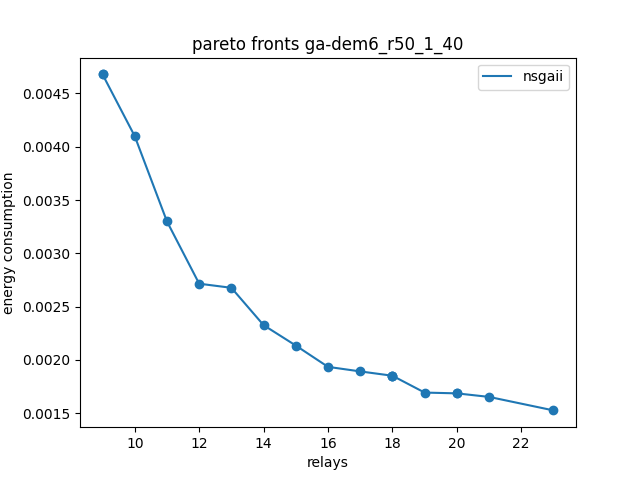 pareto fronts ga-dem6_r50_1_40
nsgaii
energy consumption
0.0045
0.0040
0.0035
0.0030
0.0025
0.0020
0.0015
10 12 14 16 18 20 22
relays